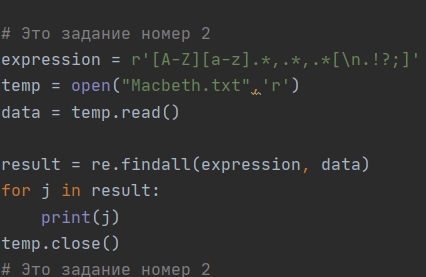 # Это задание номер 2
expression = r'[A-Z][a-z].*,.*,.*[\n.!?;]'
temp = open("Macbeth.txt",'r')
data = temp.read()
result = re.findall(expression, data)
for j in result:
    print(j)
temp.close()
# Это задание номер 2